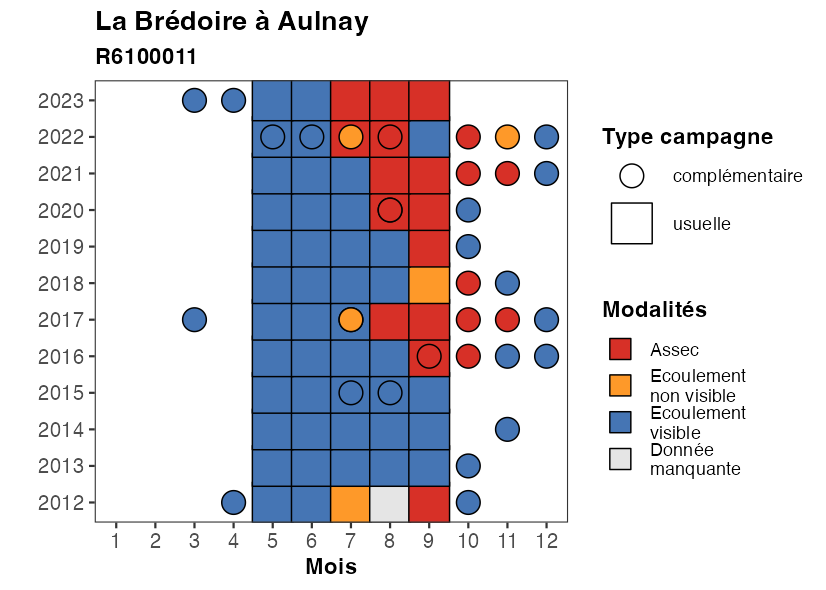 La Brédoire à Aulnay
R6100011
2023
2022
2021
2020
2019
2018
2017
2016
2015
2014
2013
2012
1 2 3 4 5 6 7 8 9 10 11 12
Mois
Type campagne
complémentaire
usuelle
Modalités
Assec
Ecoulement
non visible
Ecoulement
visible
Donnée
manquante